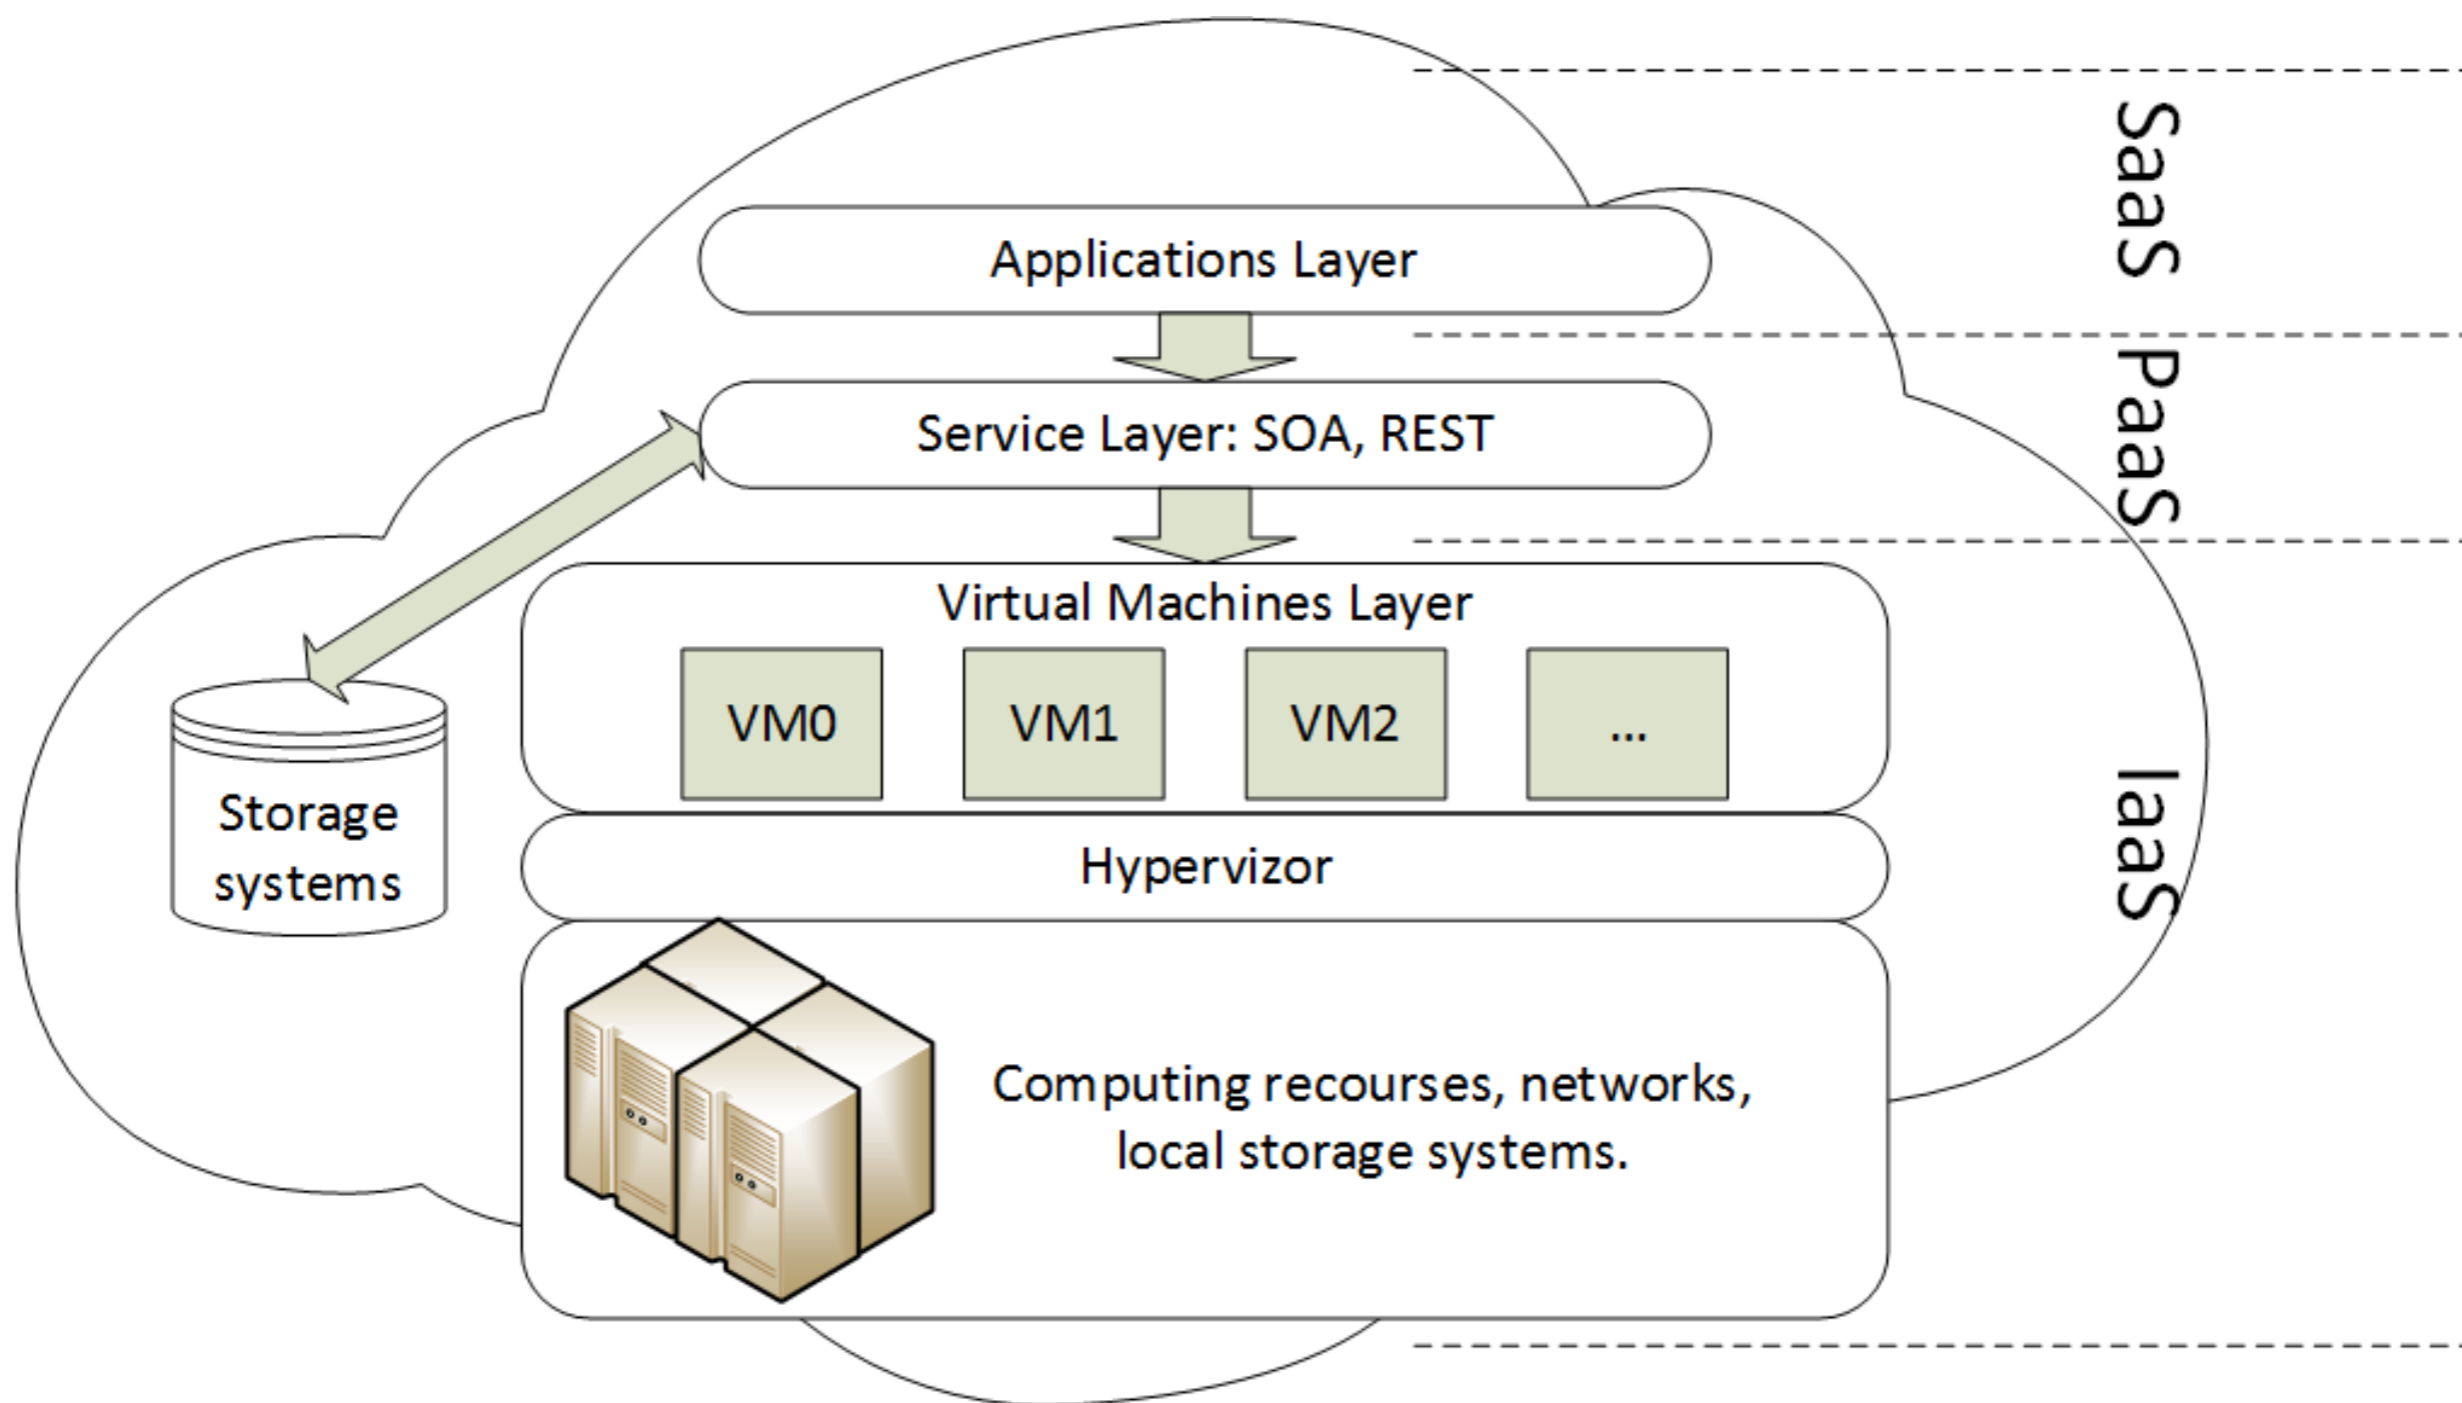 SaaS
Applications Layer
PaaS
Service Layer: SOA, REST
Virtual Machines Layer
VM0
VM1
VM2
...
IaaS
Storage
systems
Hypervizor
Computing recourses, networks,
local storage systems.